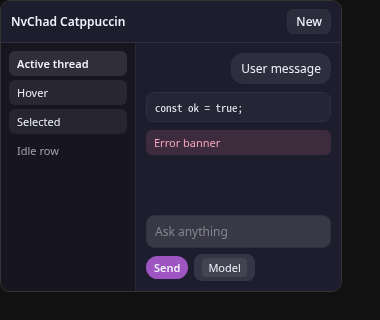 NvChad Catppuccin
New
Active thread
Hover
Selected
Idle row
User message
const ok = true;
Error banner
Ask anything
Send
Model